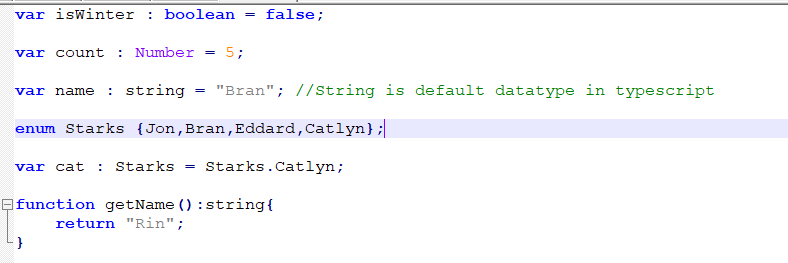 var isWinter : boolean = false;
var count : Number = 5;
var name : string = "Bran"; //String is default datatype in typescript
enum Starks {Jon,Bran,Eddard,Catlyn};
var cat : Starks = Starks.Catlyn;
function getName():string{
    return "Rin";
}